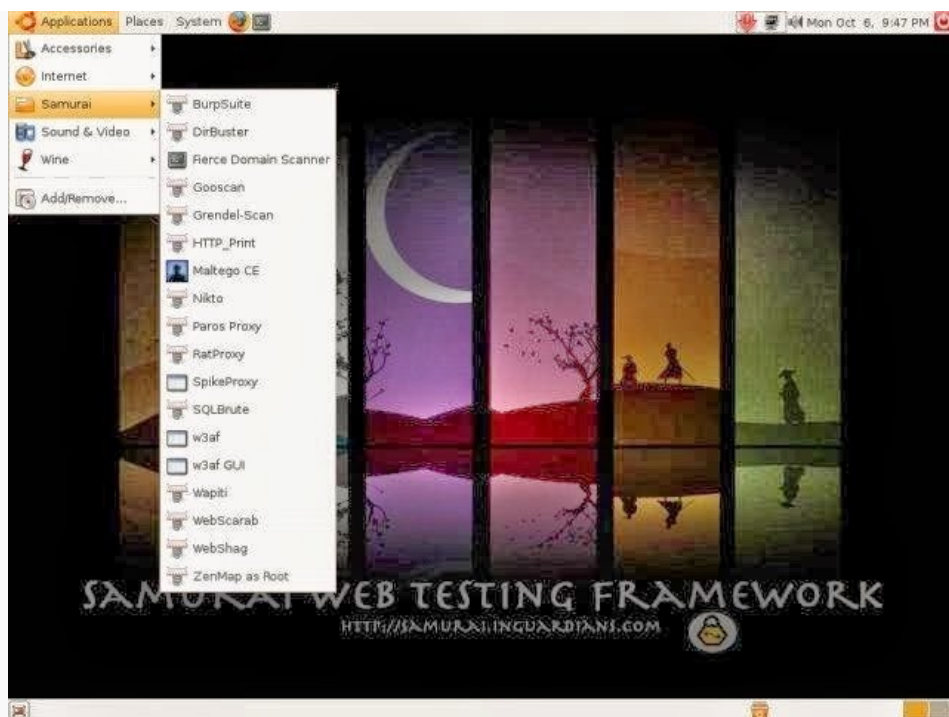 Applications Places System Mon Oct 6, 9:47 PM
Accessories
Internet
Samurai
Sound & Video
Wine
Add/Remove...
BurpSuite
DirBuster
Fierce Domain Scanner
Gooscan
Grendel-Scan
HTTP_Print
Maltego CE
Nikto
Paros Proxy
RatProxy
SpikeProxy
SQLBrute
w3af
w3af GUI
Wapiti
WebScarab
WebShag
ZenMap as Root
SAMURAI WEB TESTING FRAMEWORK
HTTP://SAMURAI.INGUARDIANS.COM